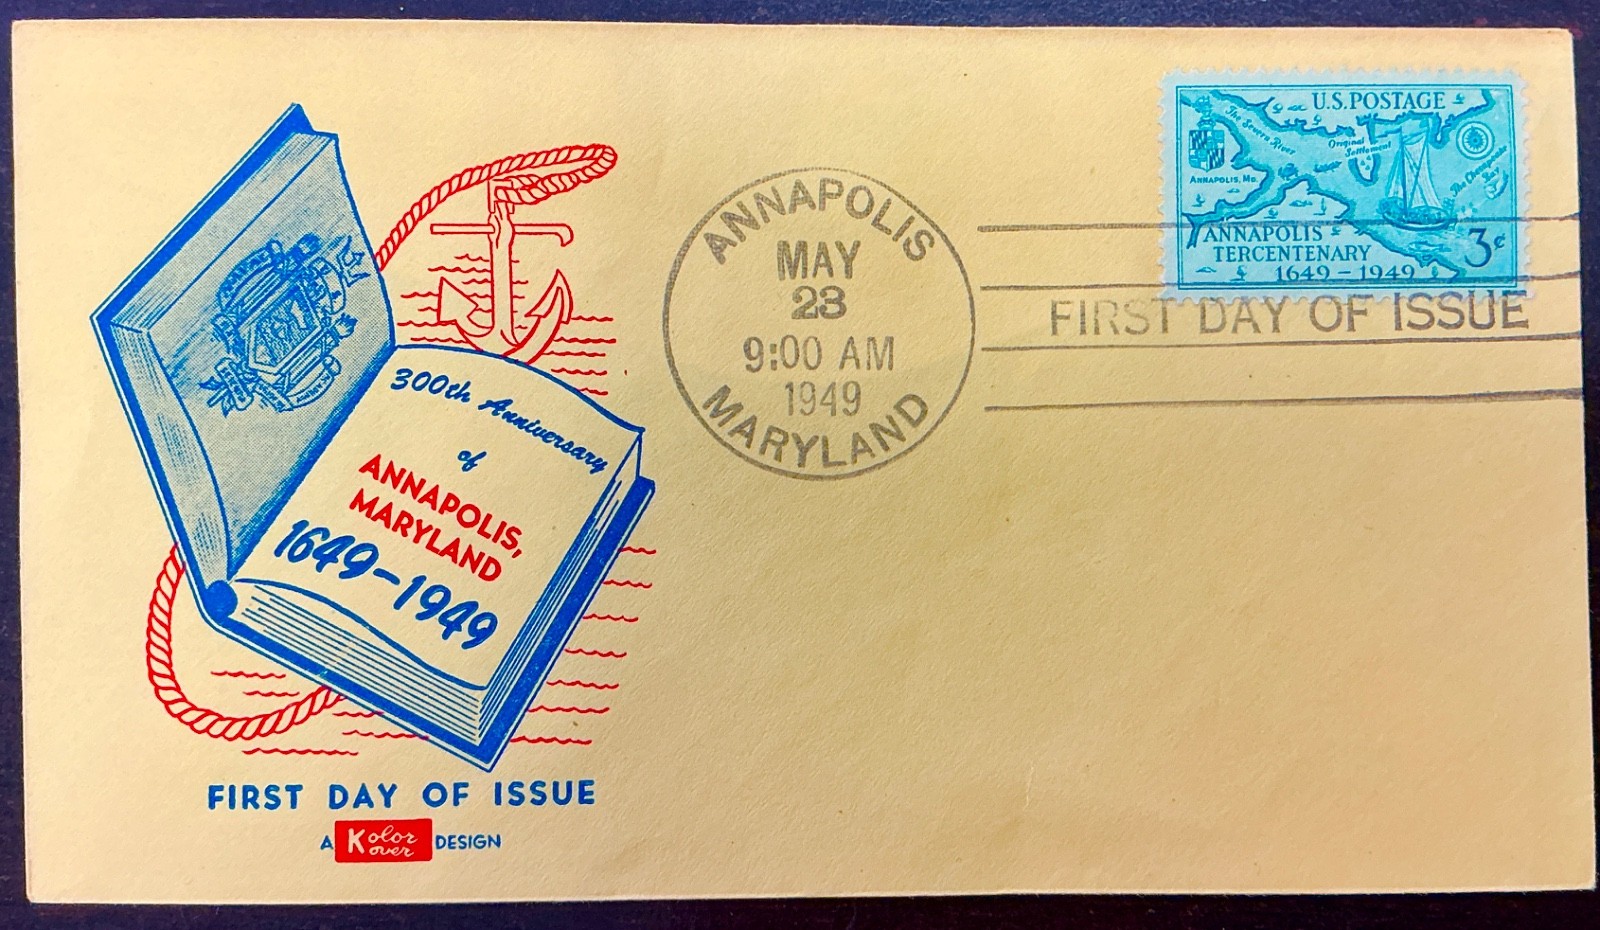 300th Anniversary
of
ANNAPOLIS,
MARYLAND
1649-1949
FIRST DAY OF ISSUE
A Kolor Kover DESIGN
ANNAPOLIS
MAY
23
9:00 AM
1949
MARYLAND
FIRST DAY OF ISSUE
U.S. POSTAGE
The Severn River
Original
Settlement
ANNAPOLIS, MD.
The Chesapeake
Bay
ANNAPOLIS
TERCENTENARY
1649-1949
3¢